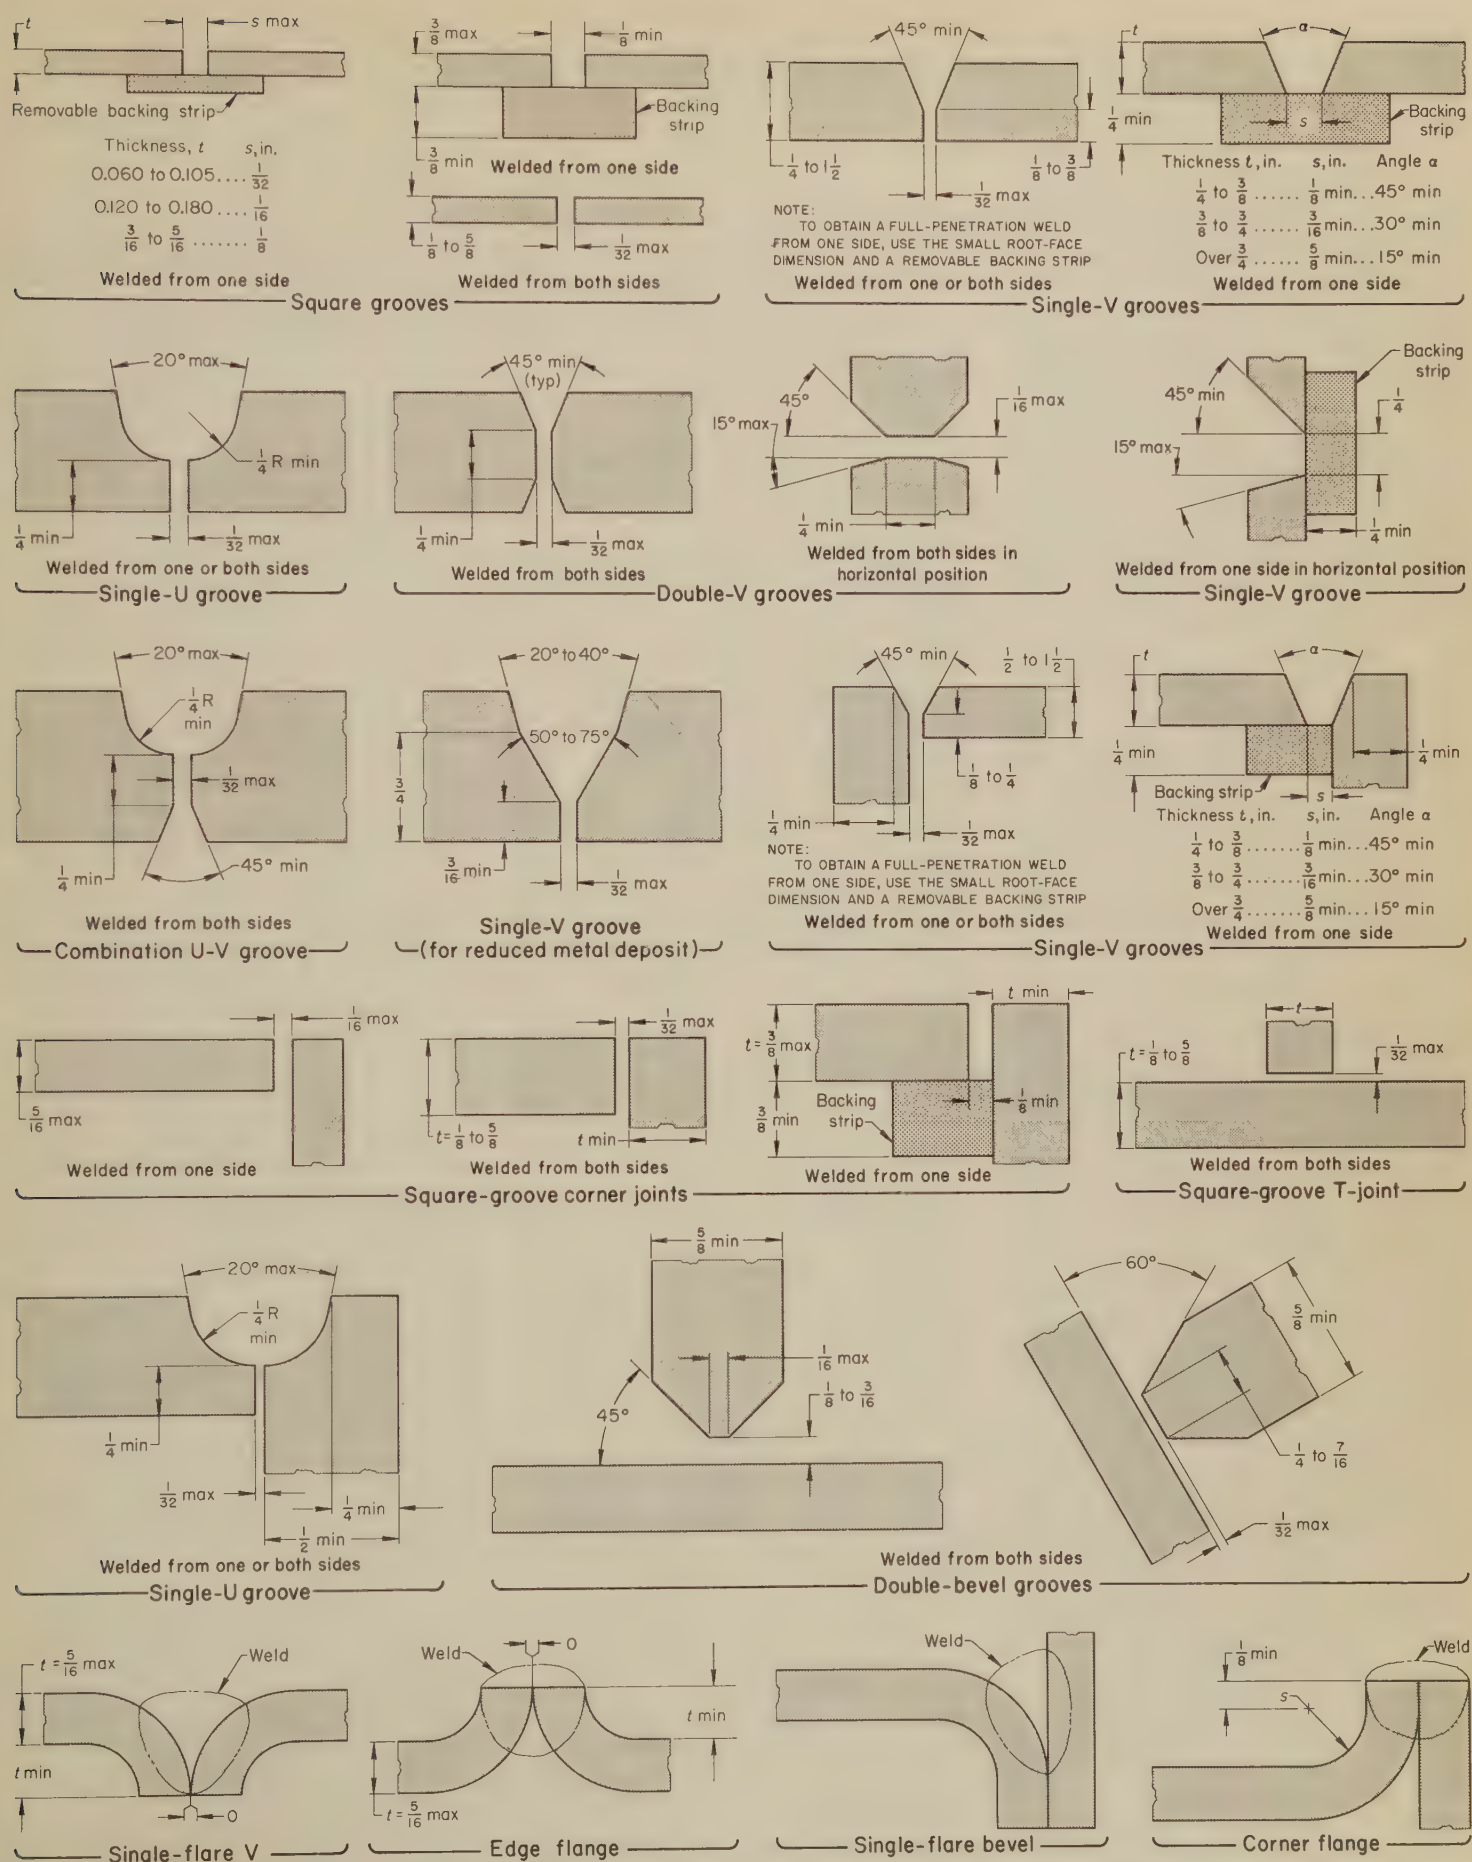 t
s max
Removable backing strip
Thickness, t s, in.
0.060 to 0.105.... 1/32
0.120 to 0.180.... 1/16
3/16 to 5/16 ....... 1/8
Welded from one side
3/8 max
1/8 min
Backing
strip
3/8 min
Welded from one side
1/8 to 5/8
1/32 max
Welded from both sides
Square grooves
45° min
1/4 to 1 1/2
1/8 to 3/8
1/32 max
NOTE:
TO OBTAIN A FULL-PENETRATION WELD
FROM ONE SIDE, USE THE SMALL ROOT-FACE
DIMENSION AND A REMOVABLE BACKING STRIP
Welded from one or both sides
t
α
1/4 min
s
Backing
strip
Thickness t, in. s, in. Angle α
1/4 to 3/8 ...... 1/8 min...45° min
3/8 to 3/4 ...... 3/16 min...30° min
Over 3/4 ...... 5/8 min...15° min
Welded from one side
Single-V grooves
20° max
1/4 R min
1/4 min
1/32 max
Welded from one or both sides
Single-U groove
45° min
(typ)
1/4 min
1/32 max
Welded from both sides
45°
15° max
1/16 max
1/4 min
Welded from both sides in
horizontal position
Double-V grooves
45° min
15° max
Backing
strip
1/4
1/4 min
Welded from one side in horizontal position
Single-V groove
20° max
1/4 R
min
1/32 max
1/4 min
45° min
Welded from both sides
Combination U-V groove
20° to 40°
50° to 75°
3/4
3/16 min
1/32 max
Single-V groove
(for reduced metal deposit)
45° min
1/2 to 1 1/2
1/8 to 1/4
1/4 min
1/32 max
NOTE:
TO OBTAIN A FULL-PENETRATION WELD
FROM ONE SIDE, USE THE SMALL ROOT-FACE
DIMENSION AND A REMOVABLE BACKING STRIP
Welded from one or both sides
t
α
1/4 min
1/4 min
Backing strip
s
Thickness t, in. s, in. Angle α
1/4 to 3/8 ....... 1/8 min...45° min
3/8 to 3/4 ....... 3/16 min...30° min
Over 3/4 ....... 5/8 min...15° min
Welded from one side
Single-V grooves
1/16 max
5/16 max
Welded from one side
1/32 max
t = 1/8 to 5/8
t min
Welded from both sides
t min
t = 3/8 max
3/8 min
Backing
strip
1/8 min
Welded from one side
Square-groove corner joints
t
t = 1/8 to 5/8
1/32 max
Welded from both sides
Square-groove T-joint
20° max
1/4 R
min
1/4 min
1/32 max
1/4 min
1/2 min
Welded from one or both sides
Single-U groove
5/8 min
1/16 max
1/8 to 3/16
45°
60°
5/8 min
1/4 to 7/16
1/32 max
Welded from both sides
Double-bevel grooves
t = 5/16 max
Weld
t min
0
Single-flare V
Weld
0
t min
t = 5/16 max
Edge flange
Weld
Single-flare bevel
1/8 min
s
Weld
Corner flange